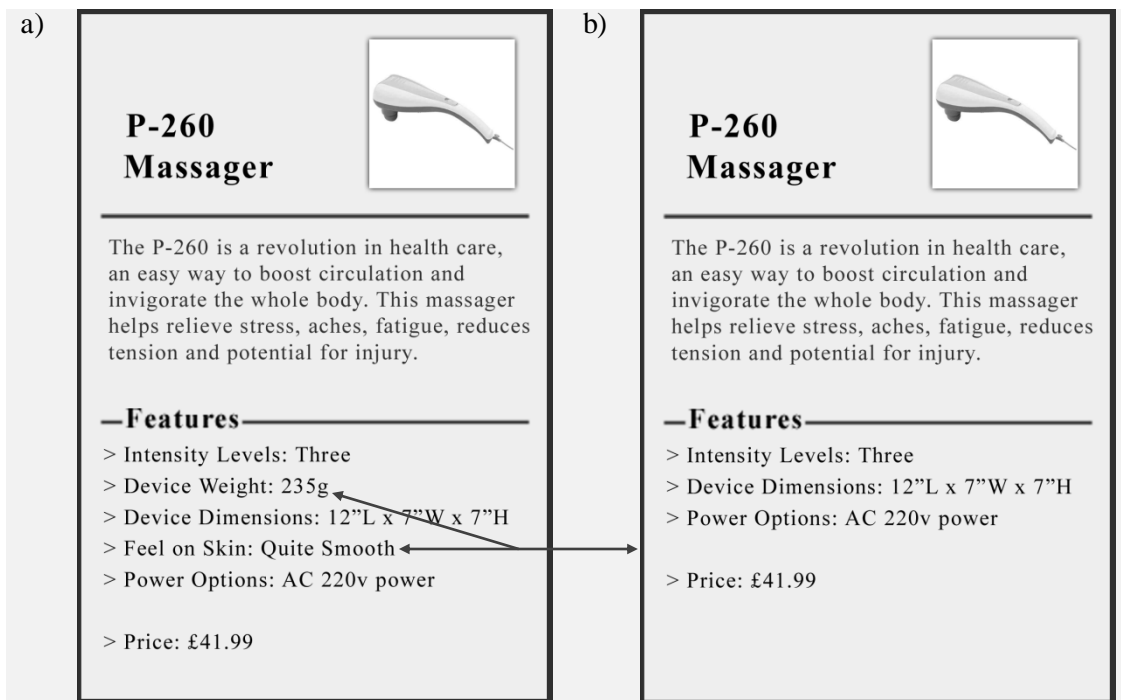 a)
P-260
Massager
The P-260 is a revolution in health care,
an easy way to boost circulation and
invigorate the whole body. This massager
helps relieve stress, aches, fatigue, reduces
tension and potential for injury.
Features
> Intensity Levels: Three
> Device Weight: 235g
> Device Dimensions: 12”L x 7”W x 7”H
> Feel on Skin: Quite Smooth
> Power Options: AC 220v power
> Price: £41.99
b)
P-260
Massager
The P-260 is a revolution in health care,
an easy way to boost circulation and
invigorate the whole body. This massager
helps relieve stress, aches, fatigue, reduces
tension and potential for injury.
Features
> Intensity Levels: Three
> Device Dimensions: 12”L x 7”W x 7”H
> Power Options: AC 220v power
> Price: £41.99